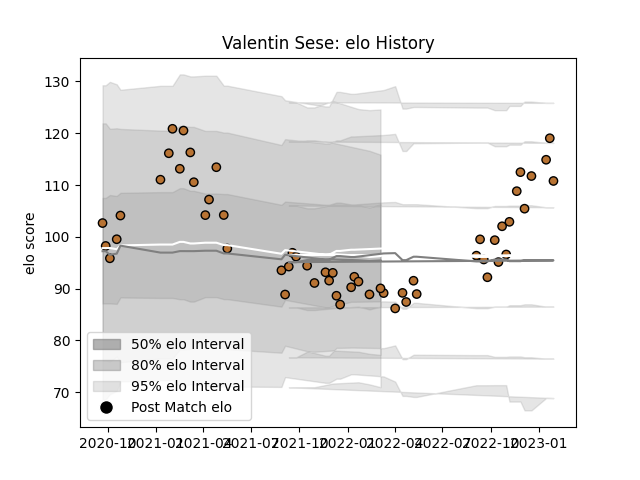 Valentin Sese: elo History
elo score
130
120
110
100
90
80
70
50% elo Interval
80% elo Interval
95% elo Interval
Post Match elo
2020-10
2021-01
2021-04
2021-07
2021-10
2022-01
2022-04
2022-07
2022-10
2023-01